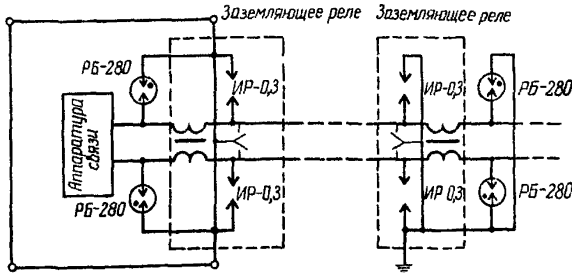 Заземляющее реле
Заземляющее реле
РБ-280
ИР-0,3
ИР-0,3
РБ-280
Аппаратура
связи
РБ-280
ИР-0,3
ИР 0,3
РБ-280